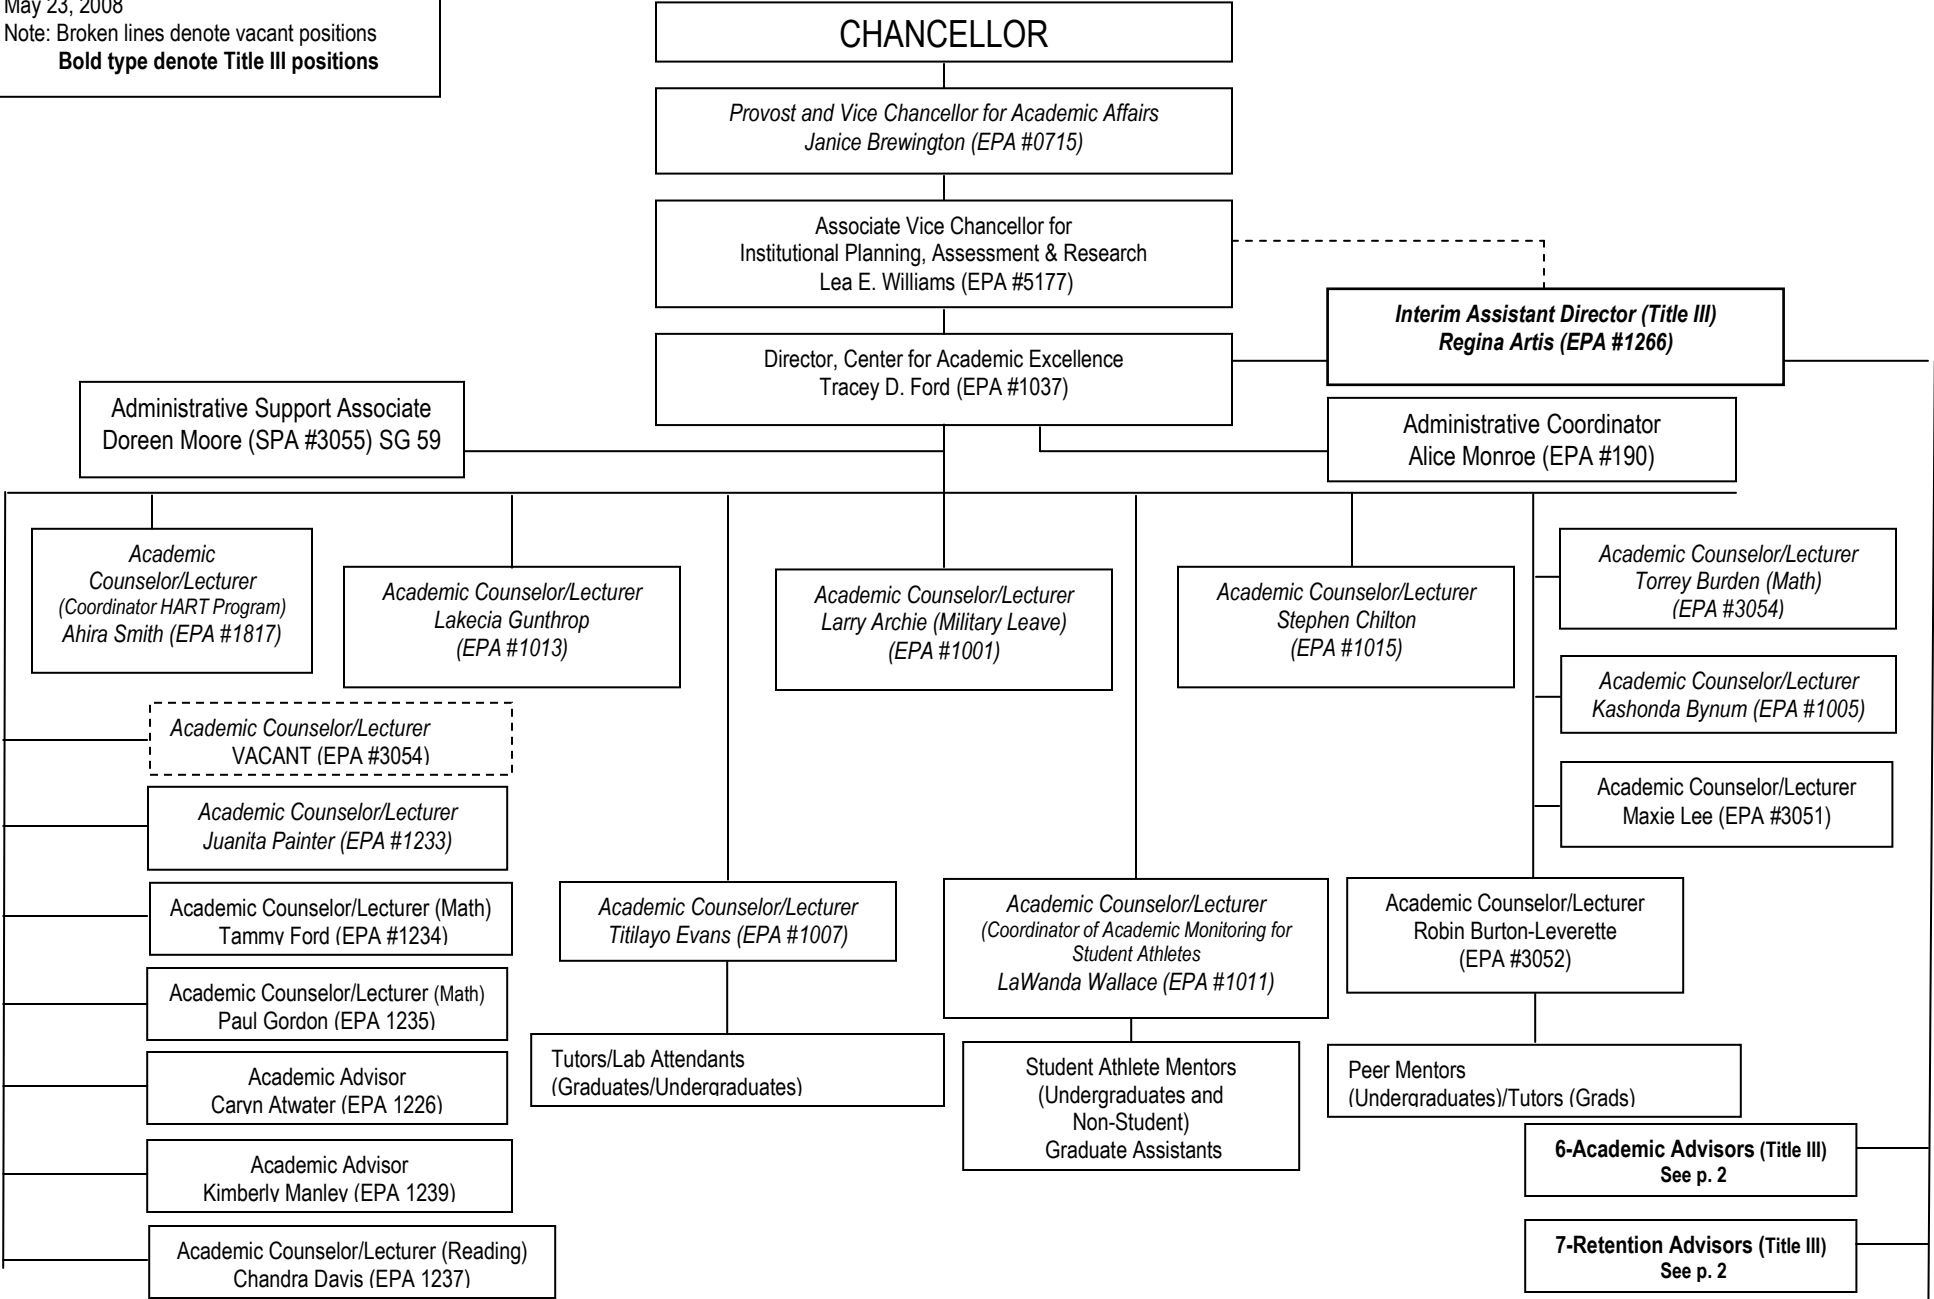 May 23, 2008
Note: Broken lines denote vacant positions
Bold type denote Title III positions
CHANCELLOR
Provost and Vice Chancellor for Academic Affairs
Janice Brewington (EPA #0715)
Associate Vice Chancellor for
Institutional Planning, Assessment & Research
Lea E. Williams (EPA #5177)
Interim Assistant Director (Title III)
Regina Artis (EPA #1266)
Director, Center for Academic Excellence
Tracey D. Ford (EPA #1037)
Administrative Support Associate
Doreen Moore (SPA #3055) SG 59
Administrative Coordinator
Alice Monroe (EPA #190)
Academic
Counselor/Lecturer
(Coordinator HART Program)
Ahira Smith (EPA #1817)
Academic Counselor/Lecturer
Lakecia Gunthrop
(EPA #1013)
Academic Counselor/Lecturer
Larry Archie (Military Leave)
(EPA #1001)
Academic Counselor/Lecturer
Stephen Chilton
(EPA #1015)
Academic Counselor/Lecturer
Torrey Burden (Math)
(EPA #3054)
Academic Counselor/Lecturer
Kashonda Bynum (EPA #1005)
Academic Counselor/Lecturer
Maxie Lee (EPA #3051)
Academic Counselor/Lecturer
VACANT (EPA #3054)
Academic Counselor/Lecturer
Juanita Painter (EPA #1233)
Academic Counselor/Lecturer (Math)
Tammy Ford (EPA #1234)
Academic Counselor/Lecturer (Math)
Paul Gordon (EPA 1235)
Academic Advisor
Caryn Atwater (EPA 1226)
Academic Advisor
Kimberly Manley (EPA 1239)
Academic Counselor/Lecturer (Reading)
Chandra Davis (EPA 1237)
Academic Counselor/Lecturer
Titilayo Evans (EPA #1007)
Tutors/Lab Attendants
(Graduates/Undergraduates)
Academic Counselor/Lecturer
(Coordinator of Academic Monitoring for
Student Athletes
LaWanda Wallace (EPA #1011)
Student Athlete Mentors
(Undergraduates and
Non-Student)
Graduate Assistants
Academic Counselor/Lecturer
Robin Burton-Leverette
(EPA #3052)
Peer Mentors
(Undergraduates)/Tutors (Grads)
6-Academic Advisors (Title III)
See p. 2
7-Retention Advisors (Title III)
See p. 2